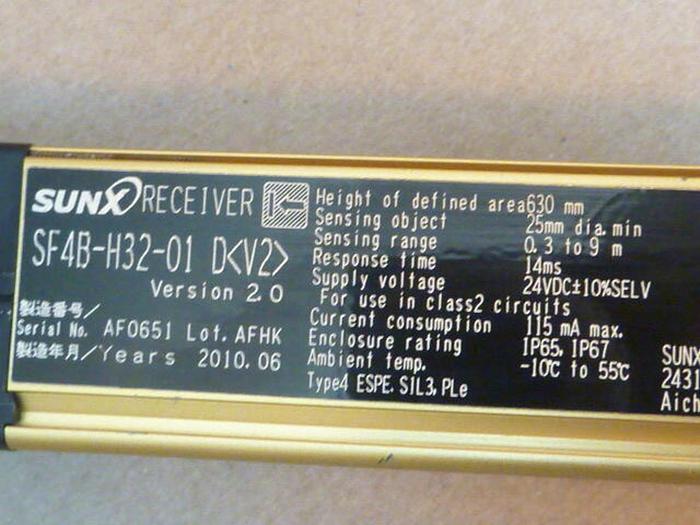 SUNX RECEIVER
SF4B-H32-01 D<V2>
Version 2.0
製造番号/
Serial No. AF0651 Lot. AFHK
製造年月/Years 2010.06
Height of defined area 630 mm
Sensing object 25mm dia. min
Sensing range 0.3 to 9 m
Response time 14ms
Supply voltage 24VDC±10%SELV
For use in class2 circuits
Current consumption 115 mA max.
Enclosure rating IP65, IP67
Ambient temp. -10℃ to 55℃
Type4 ESPE, SIL3, PLe
SUNX
2431
Aich